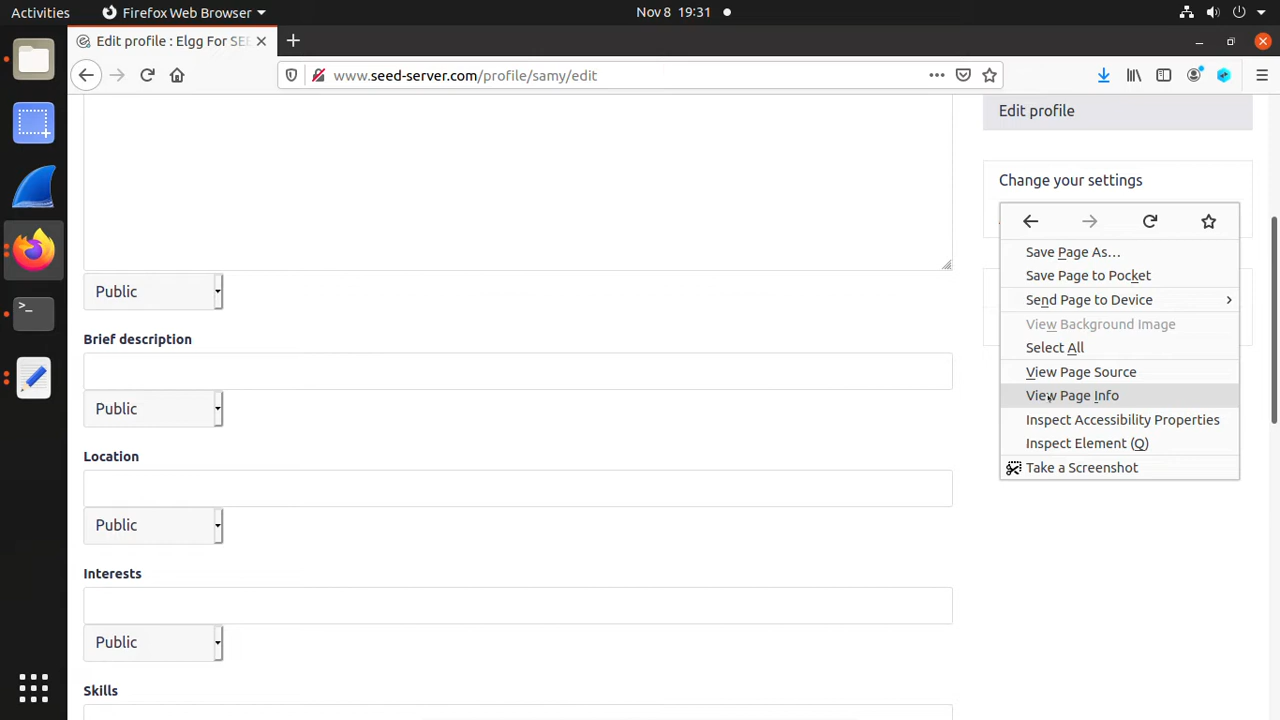 Activities
Firefox Web Browser
Nov 8 19:31
Edit profile : Elgg For SEE
www.seed-server.com/profile/samy/edit
Edit profile
Change your settings
Save Page As…
Save Page to Pocket
Send Page to Device
View Background Image
Select All
View Page Source
View Page Info
Inspect Accessibility Properties
Inspect Element (Q)
Take a Screenshot
Public
Brief description
Public
Location
Public
Interests
Public
Skills